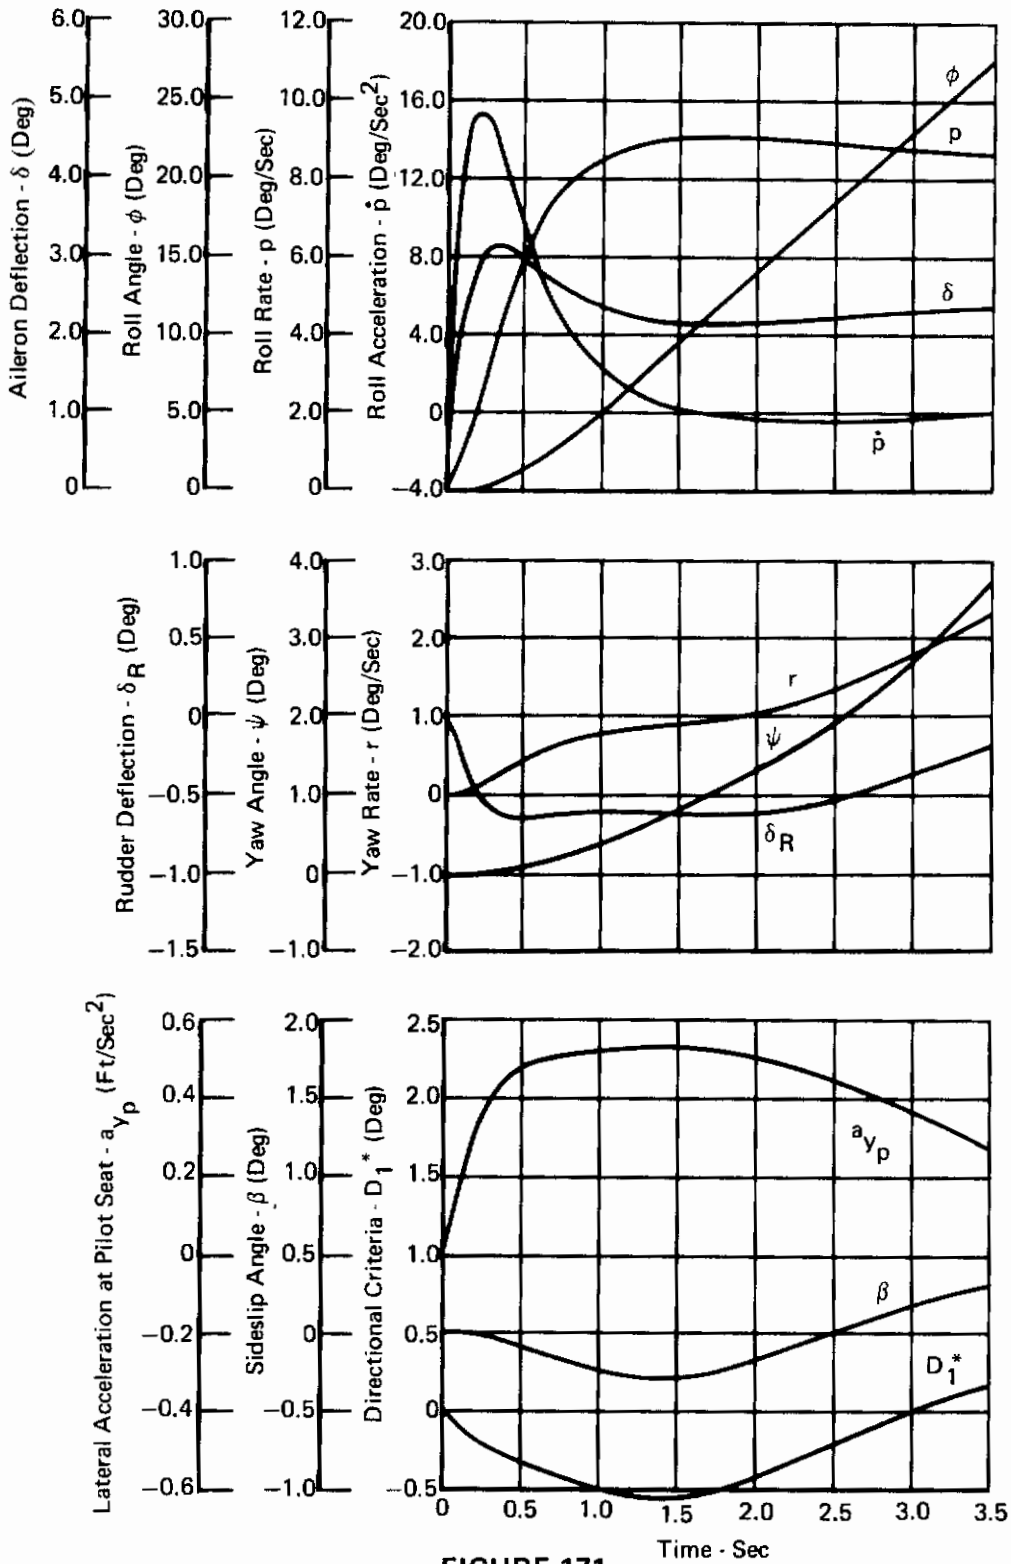 6.0 30.0 12.0 20.0
5.0 25.0 10.0 16.0
4.0 20.0 8.0 12.0
3.0 15.0 6.0 8.0
2.0 10.0 4.0 4.0
1.0 5.0 2.0 0
0 0 0 −4.0
Aileron Deflection - δ (Deg)
Roll Angle - ϕ (Deg)
Roll Rate - p (Deg/Sec)
Roll Acceleration - ṗ (Deg/Sec²)
ϕ
p
δ
ṗ
1.0 4.0 3.0
0.5 3.0 2.0
0 2.0 1.0
−0.5 1.0 0
−1.0 0 −1.0
−1.5 −1.0 −2.0
Rudder Deflection - δR (Deg)
Yaw Angle - ψ (Deg)
Yaw Rate - r (Deg/Sec)
r
ψ
δR
0.6 2.0 2.5
0.4 1.5 2.0
0.2 1.0 1.5
0 0.5 1.0
−0.2 0 0.5
−0.4 −0.5 0
−0.6 −1.0 −0.5
Lateral Acceleration at Pilot Seat - ayp (Ft/Sec²)
Sideslip Angle - β (Deg)
Directional Criteria - D1* (Deg)
ayp
β
D1*
0 0.5 1.0 1.5 2.0 2.5 3.0 3.5
Time - Sec
FIGURE 171